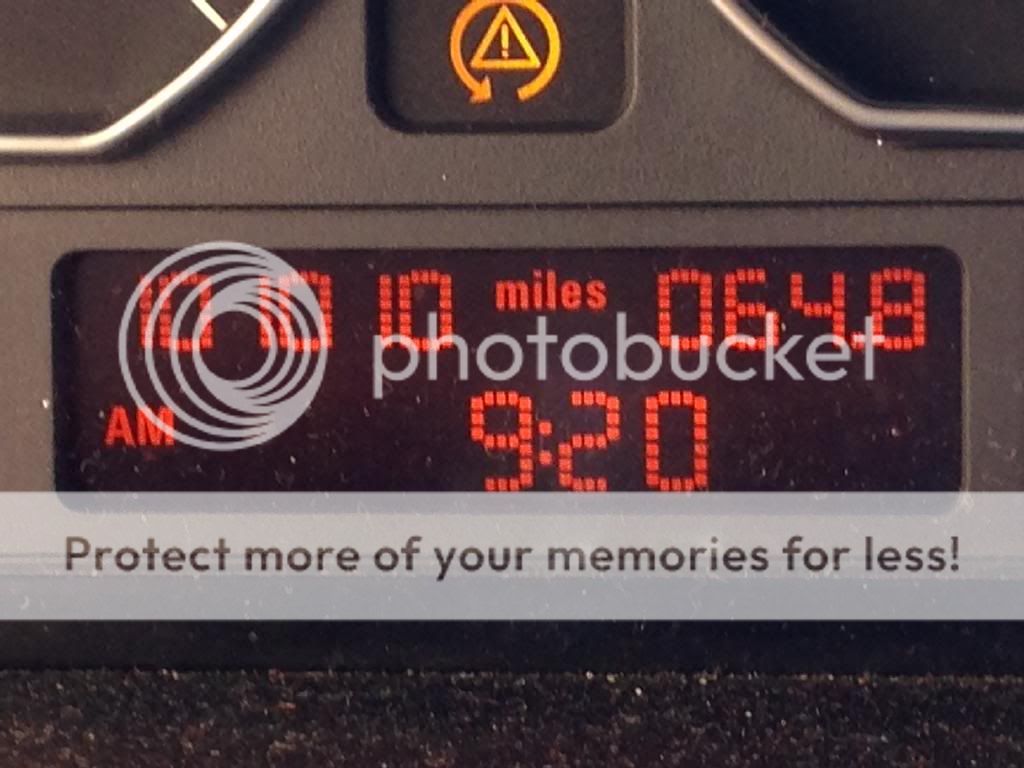 !
101010 miles 064.8
photobucket
AM 9:20
Protect more of your memories for less!